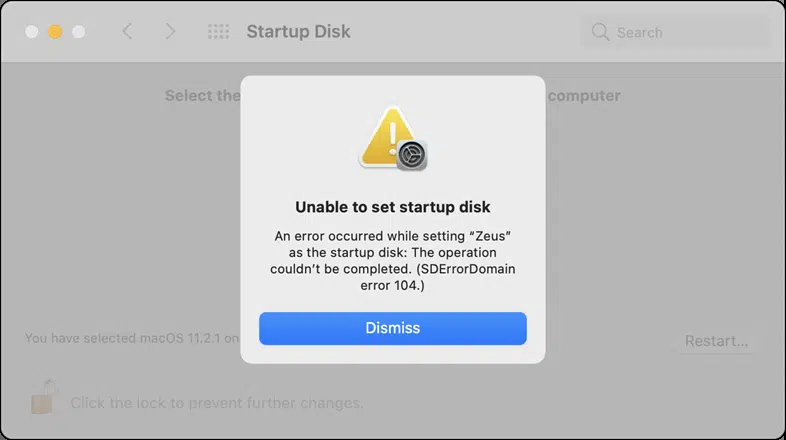 Startup Disk
Search
Select the computer
Unable to set startup disk
An error occurred while setting “Zeus”
as the startup disk: The operation
couldn’t be completed. (SDErrorDomain
error 104.)
Dismiss
You have selected macOS 11.2.1 on
Restart...
Click the lock to prevent further changes.